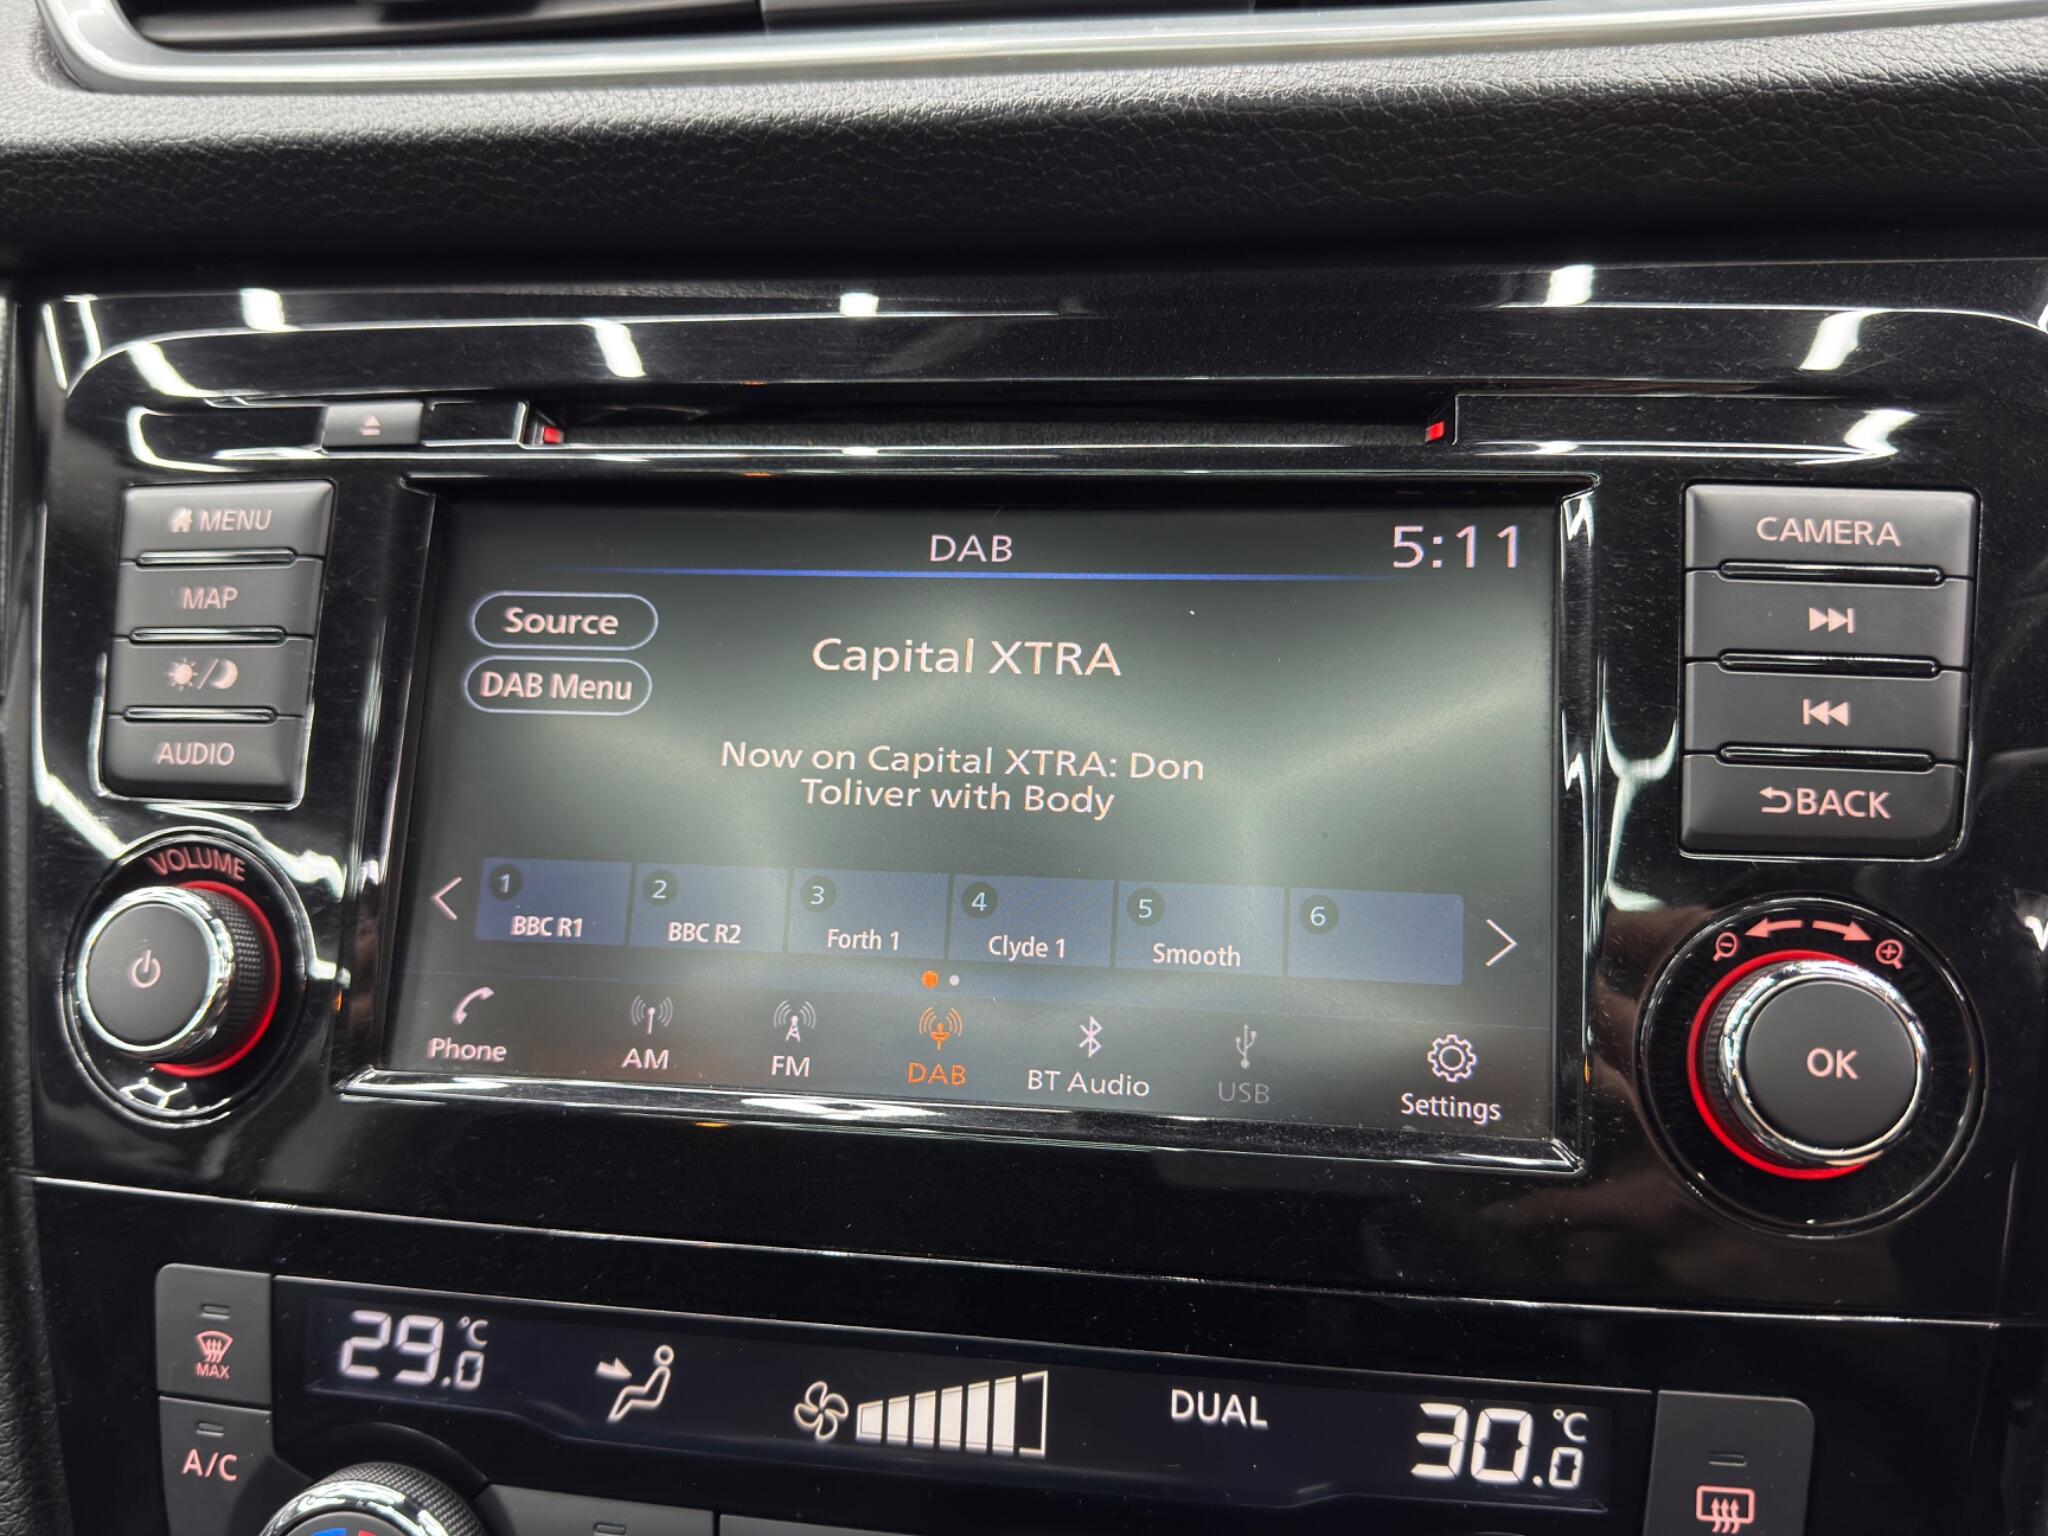 MENU
MAP
AUDIO
VOLUME
DAB
5:11
Source
DAB Menu
Capital XTRA
Now on Capital XTRA: Don
Toliver with Body
1 BBC R1
2 BBC R2
3 Forth 1
4 Clyde 1
5 Smooth
6
Phone
AM
FM
DAB
BT Audio
USB
Settings
CAMERA
BACK
OK
MAX
A/C
29.0 °C
DUAL
30.0 °C